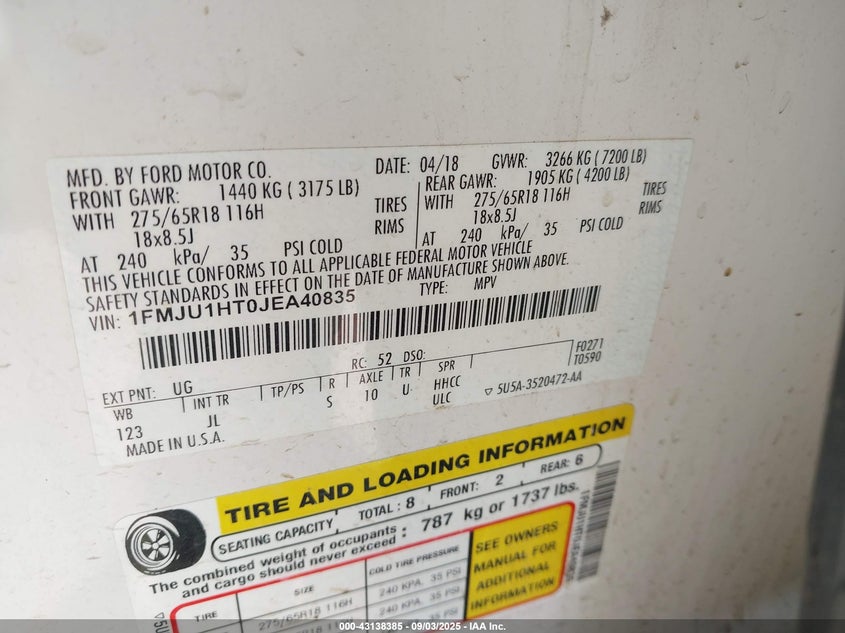 MFD. BY FORD MOTOR CO.
DATE: 04/18 GVWR: 3266 KG ( 7200 LB)
FRONT GAWR: 1440 KG ( 3175 LB)
WITH 275/65R18 116H TIRES
18x8.5J RIMS
AT 240 kPa/ 35 PSI COLD
REAR GAWR: 1905 KG ( 4200 LB)
WITH 275/65R18 116H TIRES
18x8.5J RIMS
AT 240 kPa/ 35 PSI COLD
THIS VEHICLE CONFORMS TO ALL APPLICABLE FEDERAL MOTOR VEHICLE
SAFETY STANDARDS IN EFFECT ON THE DATE OF MANUFACTURE SHOWN ABOVE.
VIN: 1FMJU1HT0JEA40835 TYPE: MPV
F0271
T0590
RC: 52 DSO:
EXT PNT: UG
WB INT TR TP/PS R AXLE TR SPR
123 JL S 10 U HHCC
ULC
5U5A-3520472-AA
MADE IN U.S.A.
TIRE AND LOADING INFORMATION
SEATING CAPACITY TOTAL : 8 FRONT: 2 REAR: 6
The combined weight of occupants
and cargo should never exceed : 787 kg or 1737 lbs.
TIRE SIZE COLD TIRE PRESSURE
275/65R18 116H 240 KPA, 35 PSI
240 KPA, 35 PSI
SEE OWNERS
MANUAL FOR
ADDITIONAL
INFORMATION
000-43138385 - 09/03/2025 - IAA Inc.